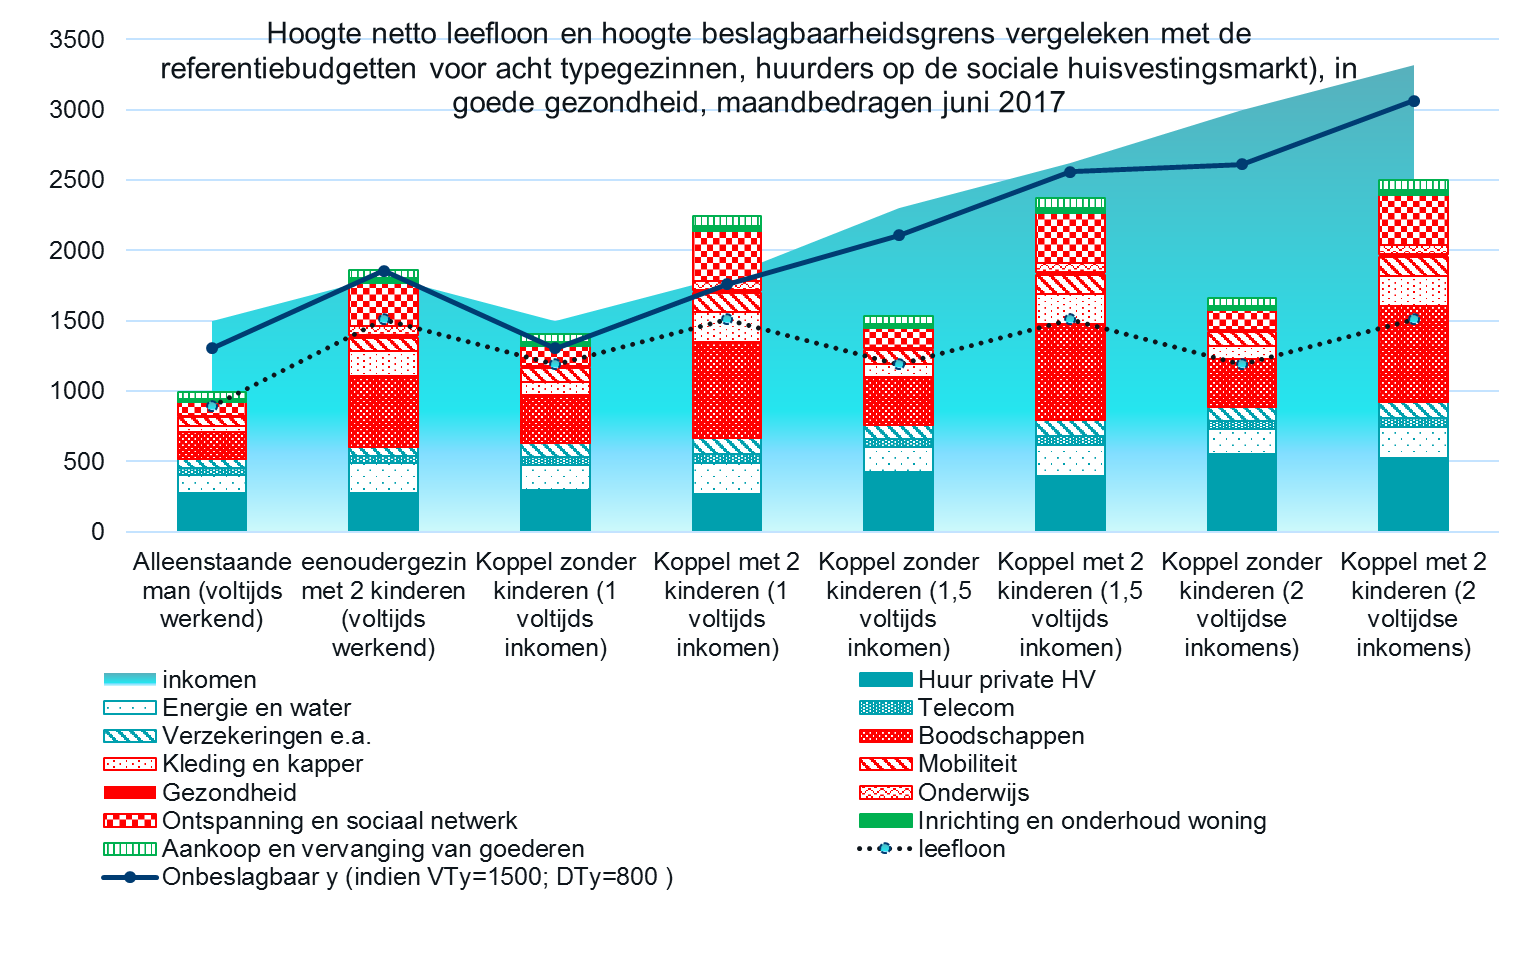 Hoogte netto leefloon en hoogte beslagbaarheidsgrens vergeleken met de
referentiebudgetten voor acht typegezinnen, huurders op de sociale huisvestingsmarkt), in
goede gezondheid, maandbedragen juni 2017
3500
3000
2500
2000
1500
1000
500
0
Alleenstaande
man (voltijds
werkend)
eenoudergezin
met 2 kinderen
(voltijds
werkend)
Koppel zonder
kinderen (1
voltijds
inkomen)
Koppel met 2
kinderen (1
voltijds
inkomen)
Koppel zonder
kinderen (1,5
voltijds
inkomen)
Koppel met 2
kinderen (1,5
voltijds
inkomen)
Koppel zonder
kinderen (2
voltijdse
inkomens)
Koppel met 2
kinderen (2
voltijdse
inkomens)
inkomen
Huur private HV
Energie en water
Telecom
Verzekeringen e.a.
Boodschappen
Kleding en kapper
Mobiliteit
Gezondheid
Onderwijs
Ontspanning en sociaal netwerk
Inrichting en onderhoud woning
Aankoop en vervanging van goederen
leefloon
Onbeslagbaar y (indien VTy=1500; DTy=800 )